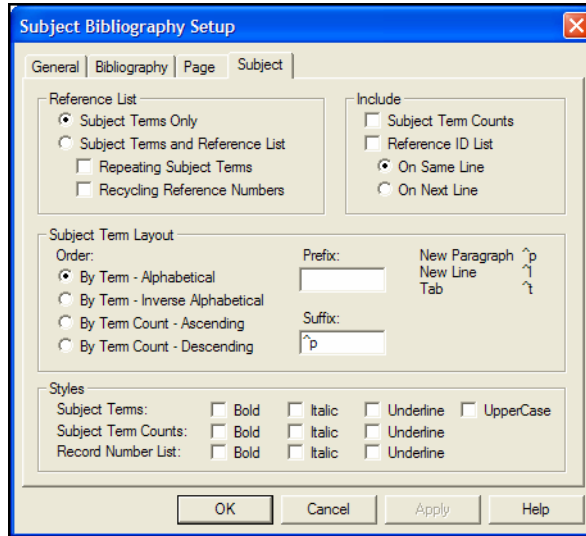 Subject Bibliography Setup
General Bibliography Page Subject
Reference List
Subject Terms Only
Subject Terms and Reference List
Repeating Subject Terms
Recycling Reference Numbers
Include
Subject Term Counts
Reference ID List
On Same Line
On Next Line
Subject Term Layout
Order:
By Term - Alphabetical
By Term - Inverse Alphabetical
By Term Count - Ascending
By Term Count - Descending
Prefix:
Suffix:
^p
New Paragraph ^p
New Line ^l
Tab ^t
Styles
Subject Terms: Bold Italic Underline UpperCase
Subject Term Counts: Bold Italic Underline
Record Number List: Bold Italic Underline
OK Cancel Apply Help